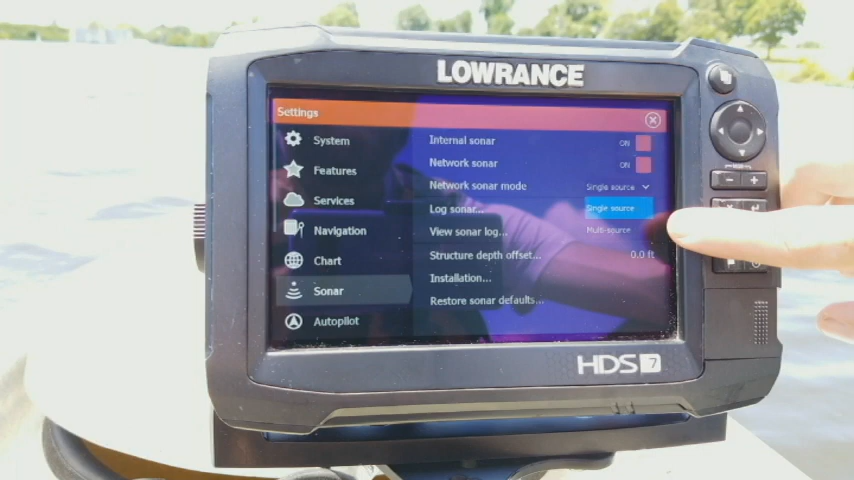 LOWRANCE
Settings
System
Features
Services
Navigation
Chart
Sonar
Autopilot
Internal sonar ON
Network sonar ON
Network sonar mode Single source
Log sonar... Single source
View sonar log... Multi-source
Structure depth offset... 0.0 ft
Installation...
Restore sonar defaults...
HDS 7